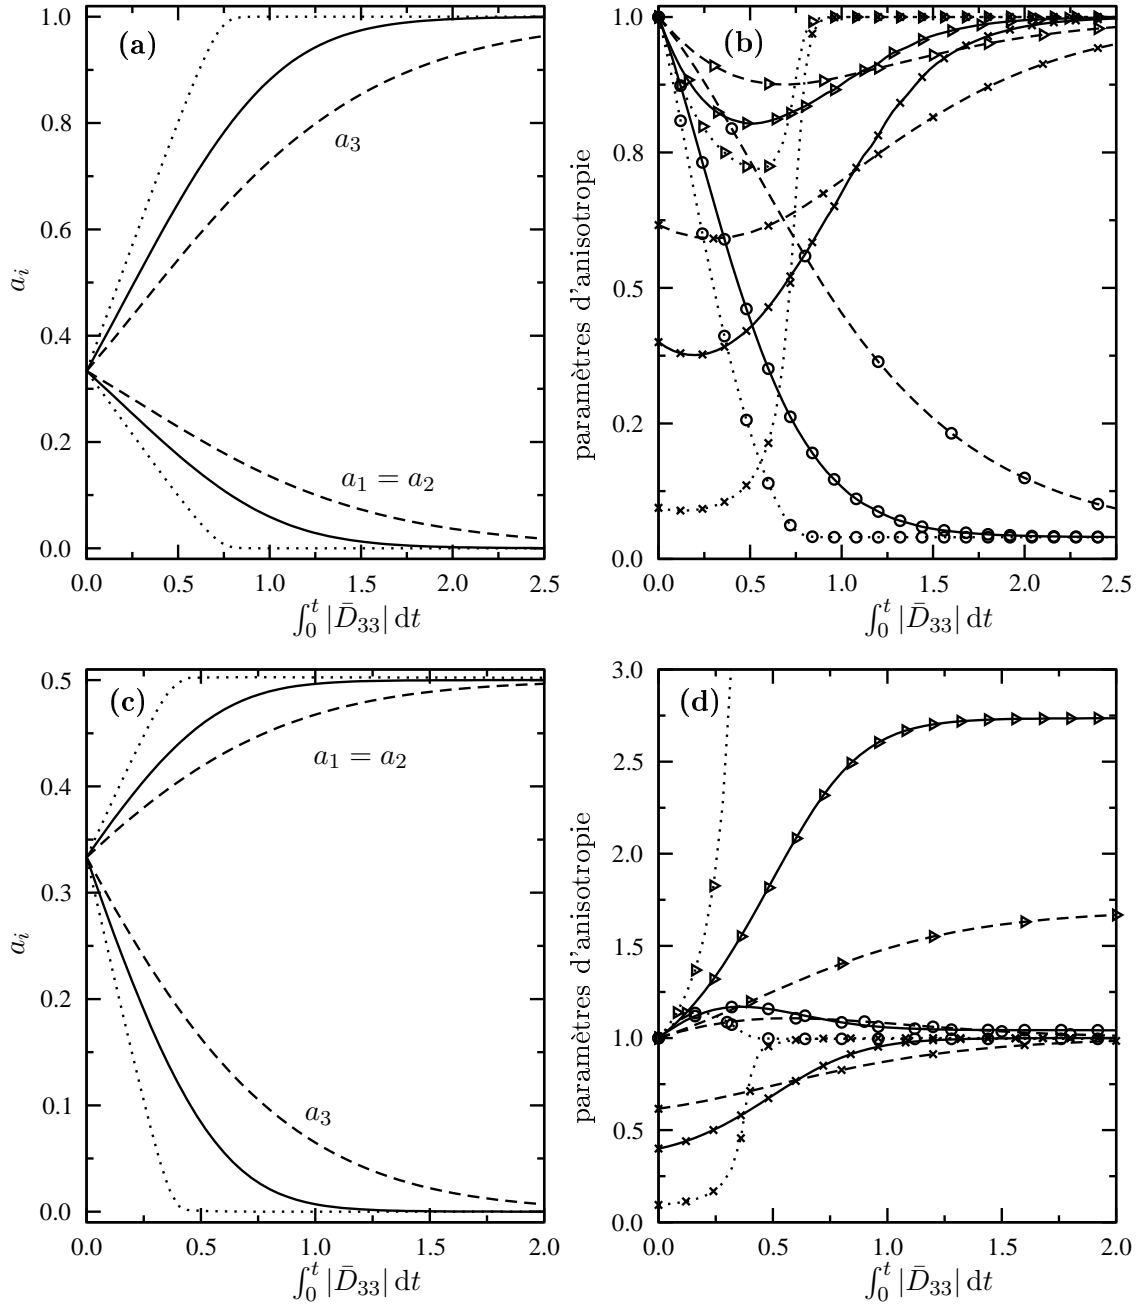 (a)
1.0
0.8
0.6
0.4
0.2
0.0
a_i
a_3
a_1 = a_2
0.0 0.5 1.0 1.5 2.0 2.5
∫_0^t |D̄_33| dt
(b)
1.0
0.8
0.5
0.2
0.0
paramètres d'anisotropie
0.0 0.5 1.0 1.5 2.0 2.5
∫_0^t |D̄_33| dt
(c)
0.5
0.4
0.3
0.2
0.1
0.0
a_i
a_1 = a_2
a_3
0.0 0.5 1.0 1.5 2.0
∫_0^t |D̄_33| dt
(d)
3.0
2.5
2.0
1.5
1.0
0.5
0.0
paramètres d'anisotropie
0.0 0.5 1.0 1.5 2.0
∫_0^t |D̄_33| dt